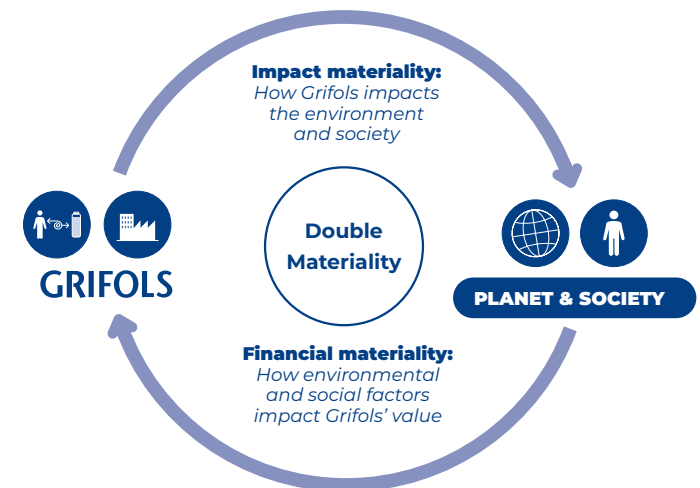 Impact materiality:
How Grifols impacts
the environment
and society
Double
Materiality
GRIFOLS
PLANET & SOCIETY
Financial materiality:
How environmental
and social factors
impact Grifols’ value